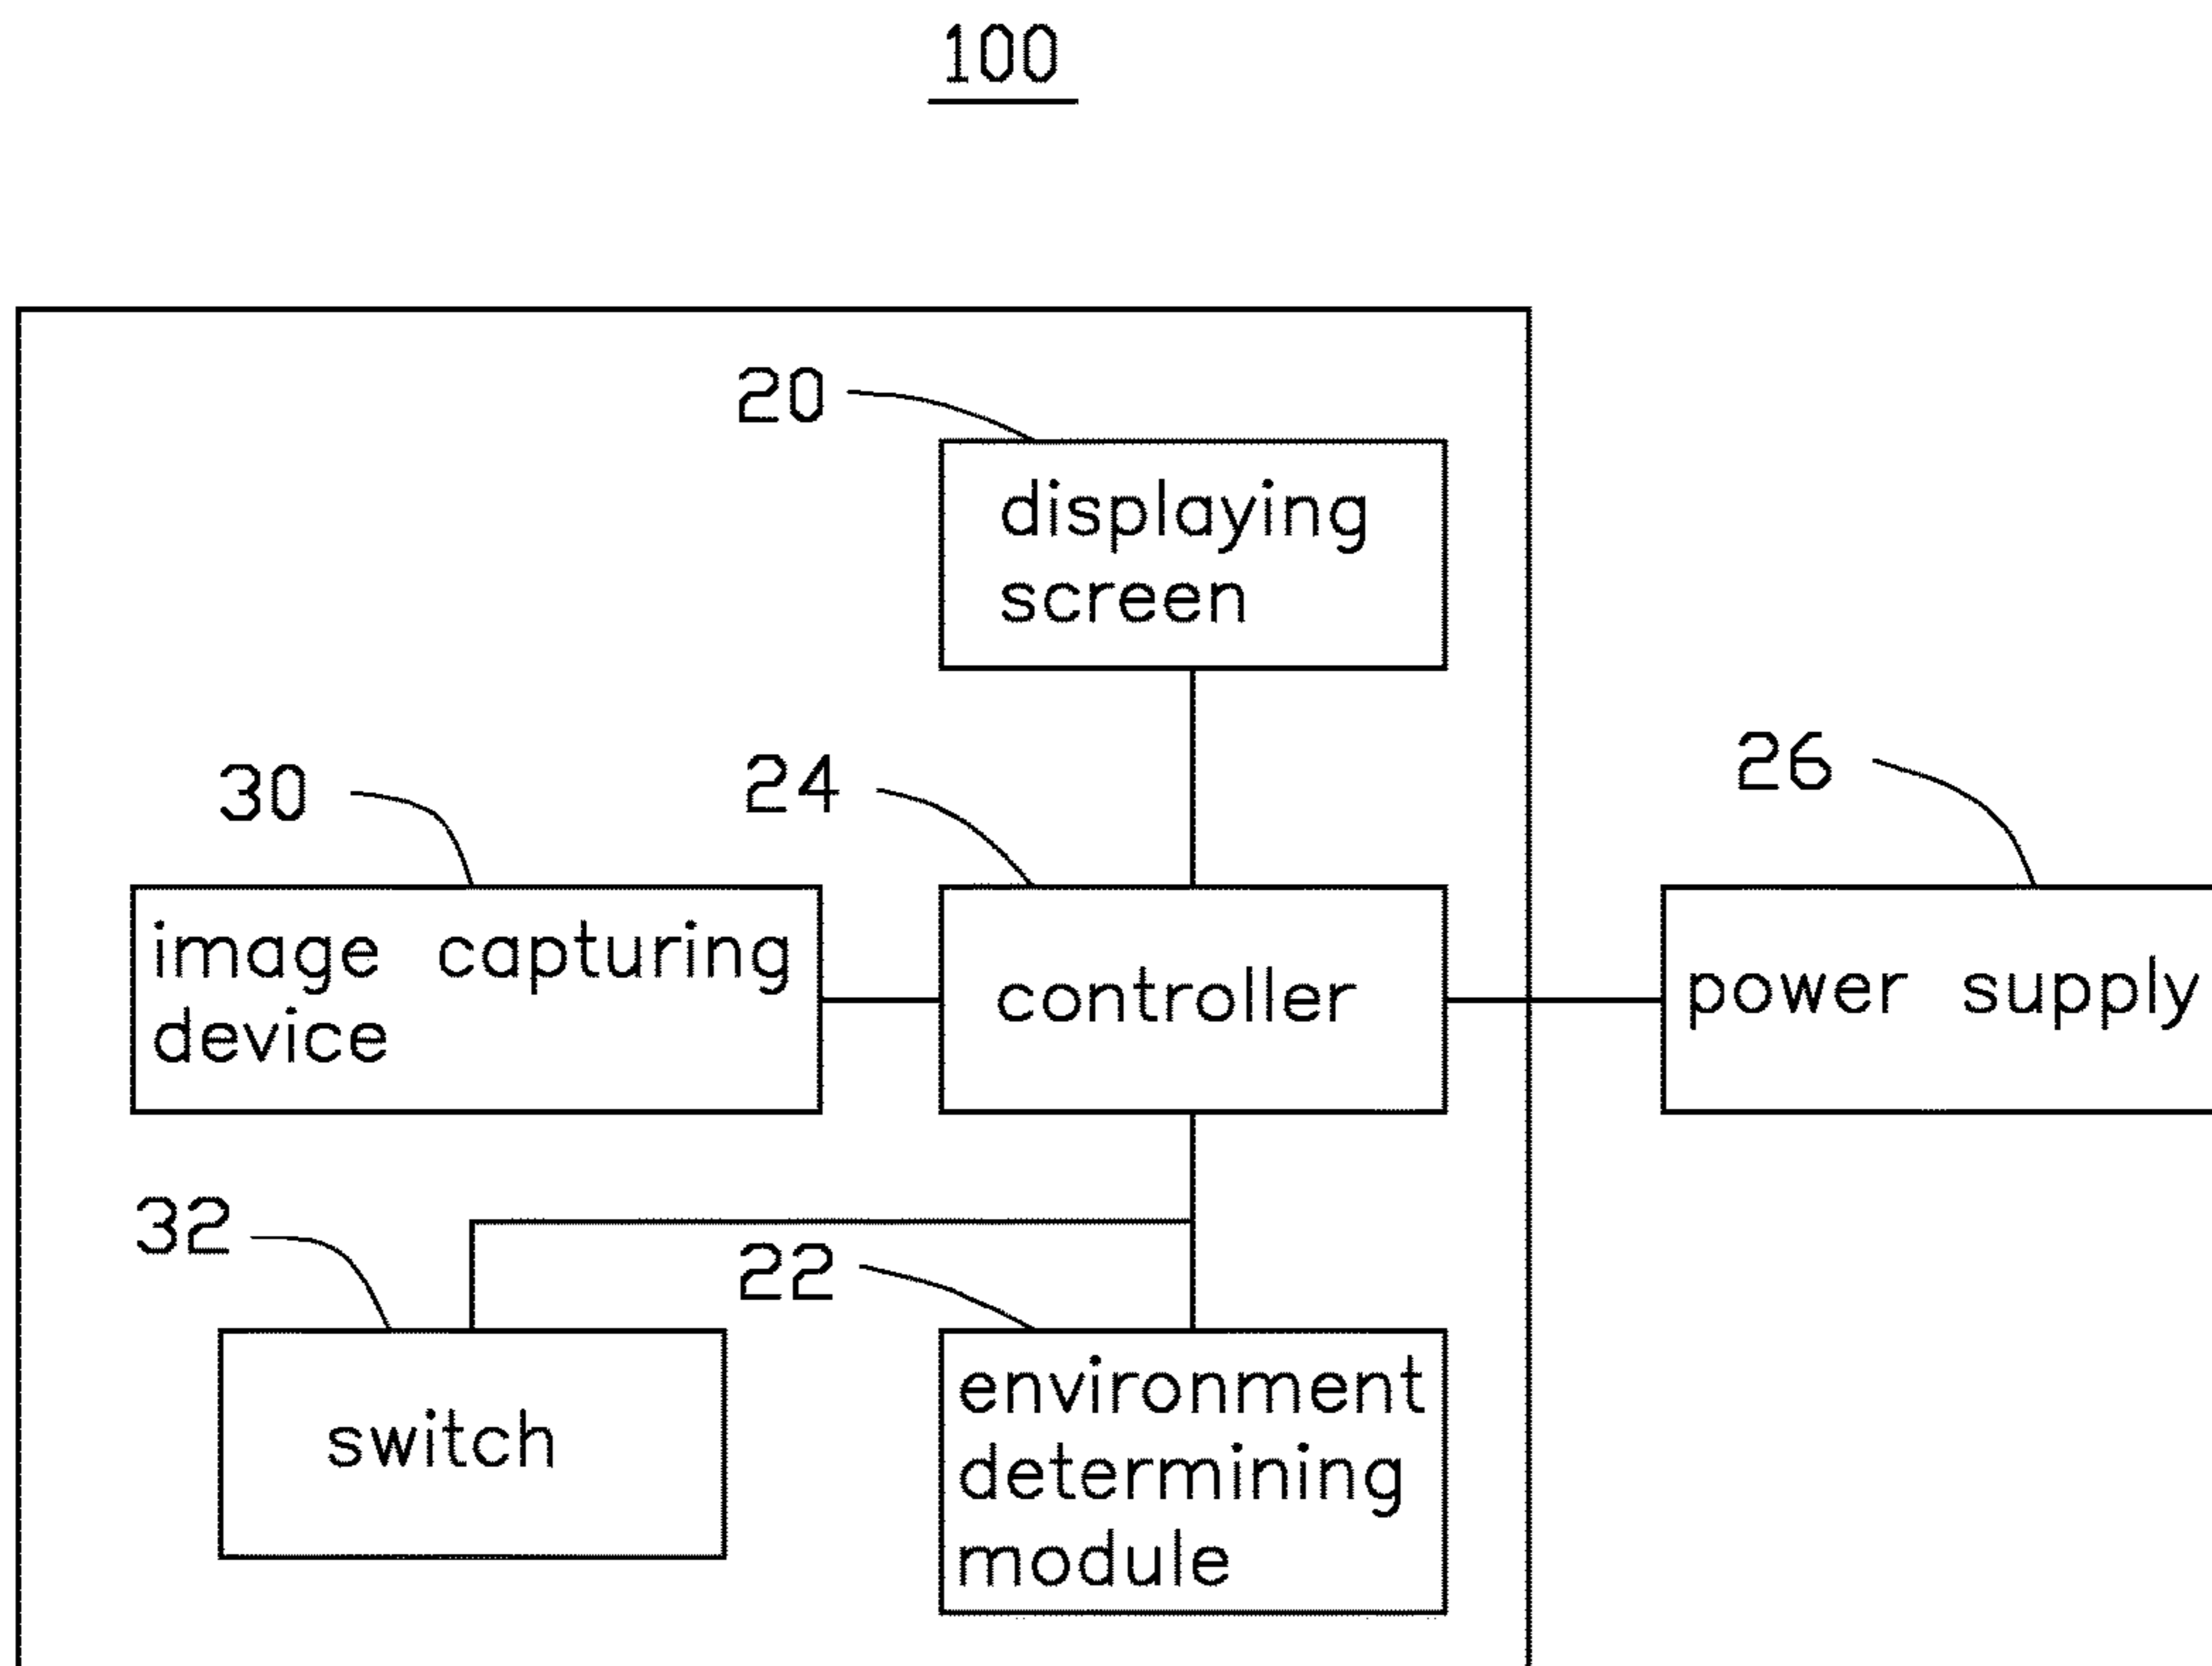 100
20
displaying
screen
30
24
26
image capturing
device
controller
power supply
32
22
switch
environment
determining
module